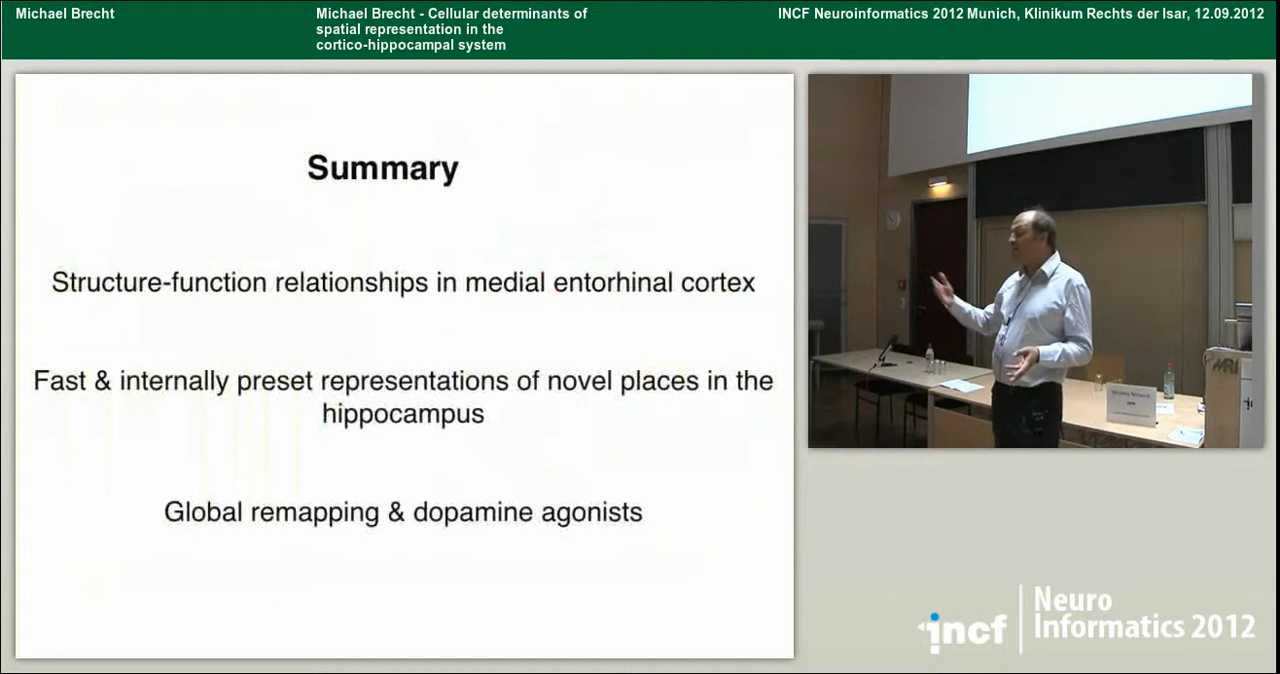 Michael Brecht
Michael Brecht - Cellular determinants of
spatial representation in the
cortico-hippocampal system
INCF Neuroinformatics 2012 Munich, Klinikum Rechts der Isar, 12.09.2012
Summary
Structure-function relationships in medial entorhinal cortex
Fast & internally preset representations of novel places in the
hippocampus
Global remapping & dopamine agonists
MRI
incf
Neuro
Informatics 2012